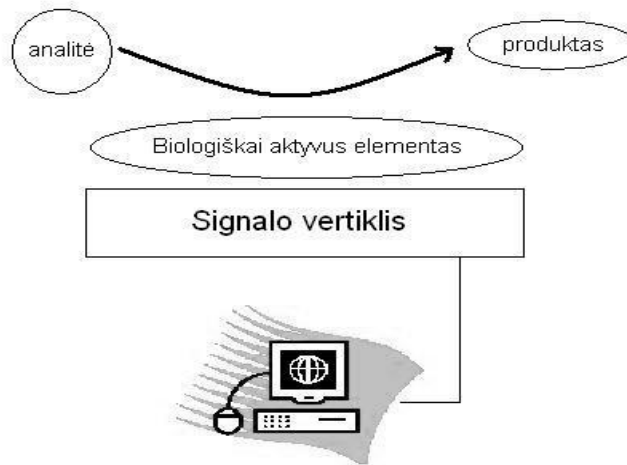 analitė
produktas
Biologiškai aktyvus elementas
Signalo vertiklis